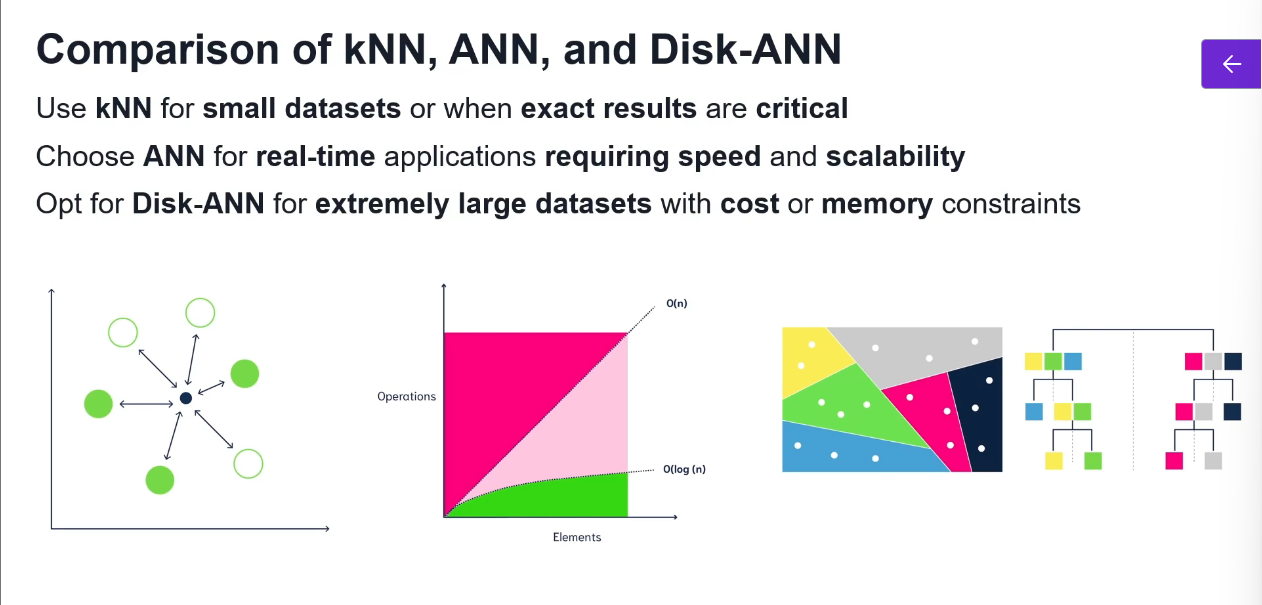 Comparison of kNN, ANN, and Disk-ANN
Use kNN for small datasets or when exact results are critical
Choose ANN for real-time applications requiring speed and scalability
Opt for Disk-ANN for extremely large datasets with cost or memory constraints
O(n)
Operations
O(log (n)
Elements